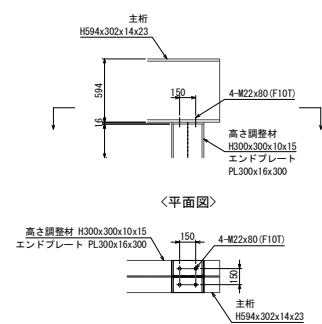 主桁
H594x302x14x23
150
4-M22x80(F10T)
594
16
高さ調整材
H300x300x10x15
エンドプレート
PL300x16x300
<平面図>
高さ調整材 H300x300x10x15
エンドプレート PL300x16x300
150
4-M22x80(F10T)
150
主桁
H594x302x14x23